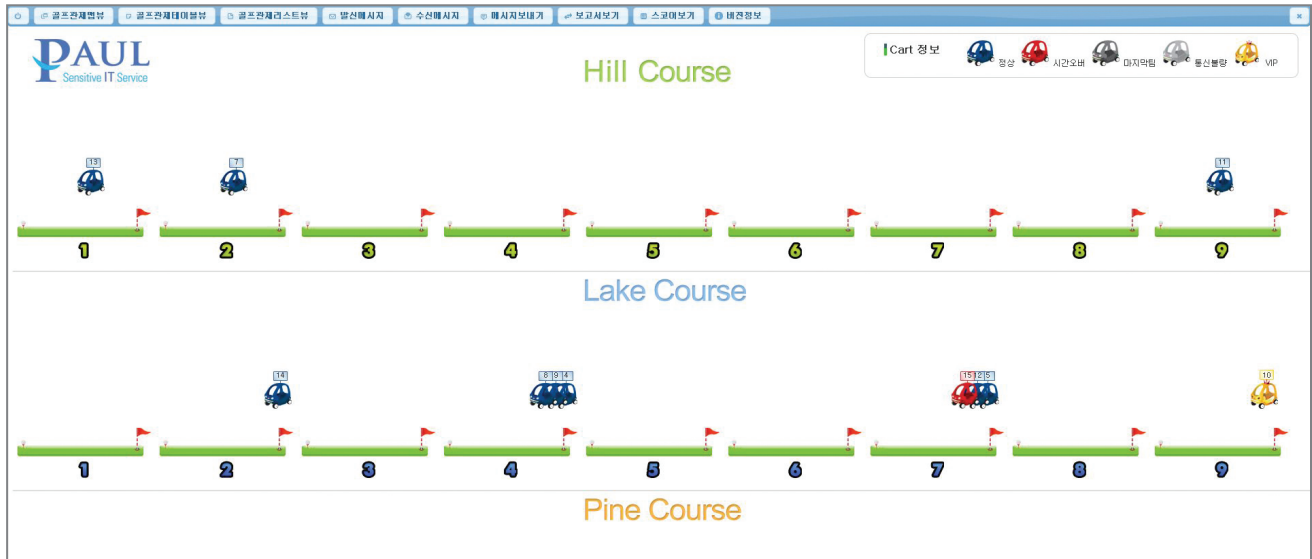 골프관제맵뷰 골프관제테이블뷰 골프관제리스트뷰 발신메시지 수신메시지 메시지보내기 보고서보기 스코어보기 버전정보
PAUL
Sensitive IT Service
Hill Course
Cart 정보 정상 시간오버 마지막팀 통신불량 VIP
13 7 11
1 2 3 4 5 6 7 8 9
Lake Course
14 8 9 4 15 2 5 10
1 2 3 4 5 6 7 8 9
Pine Course